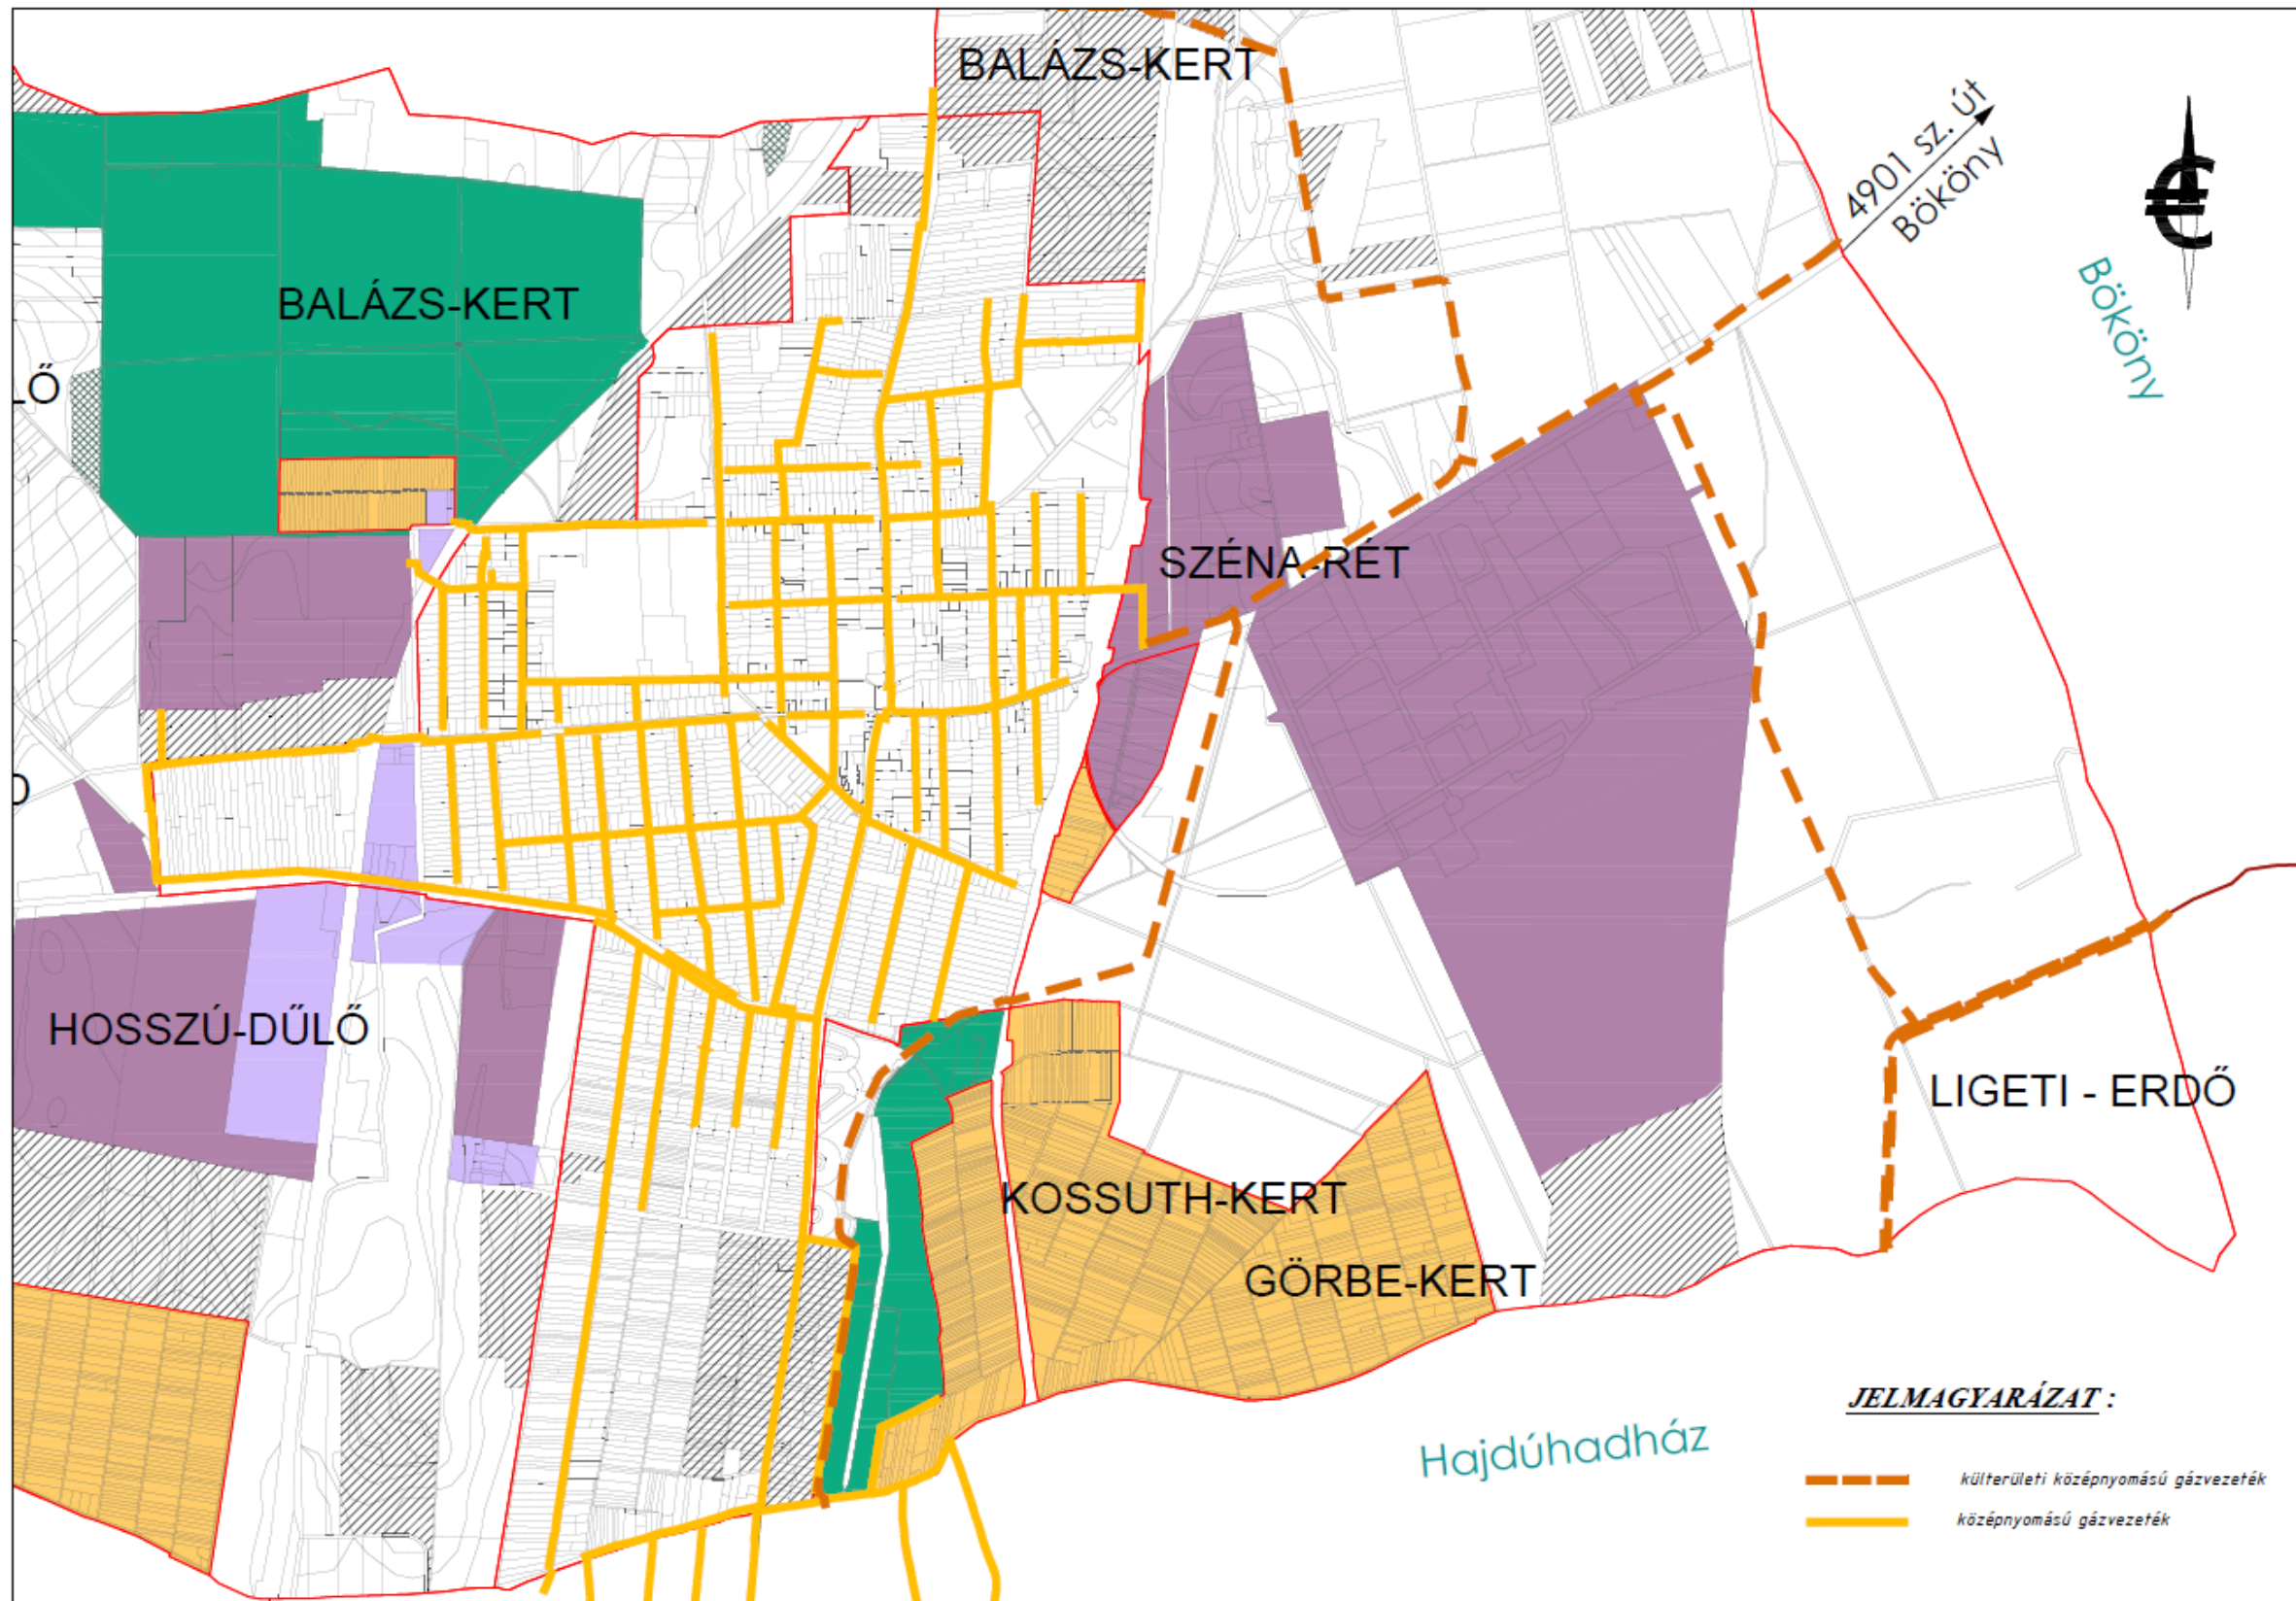 BALÁZS-KERT
4901 sz. út
Bököny
Bököny
BALÁZS-KERT
LŐ
SZÉNA-RÉT
HOSSZÚ-DŰLŐ
LIGETI - ERDŐ
KOSSUTH-KERT
GÖRBE-KERT
JELMAGYARÁZAT :
Hajdúhadház
külterületi középnyomású gázvezeték
középnyomású gázvezeték